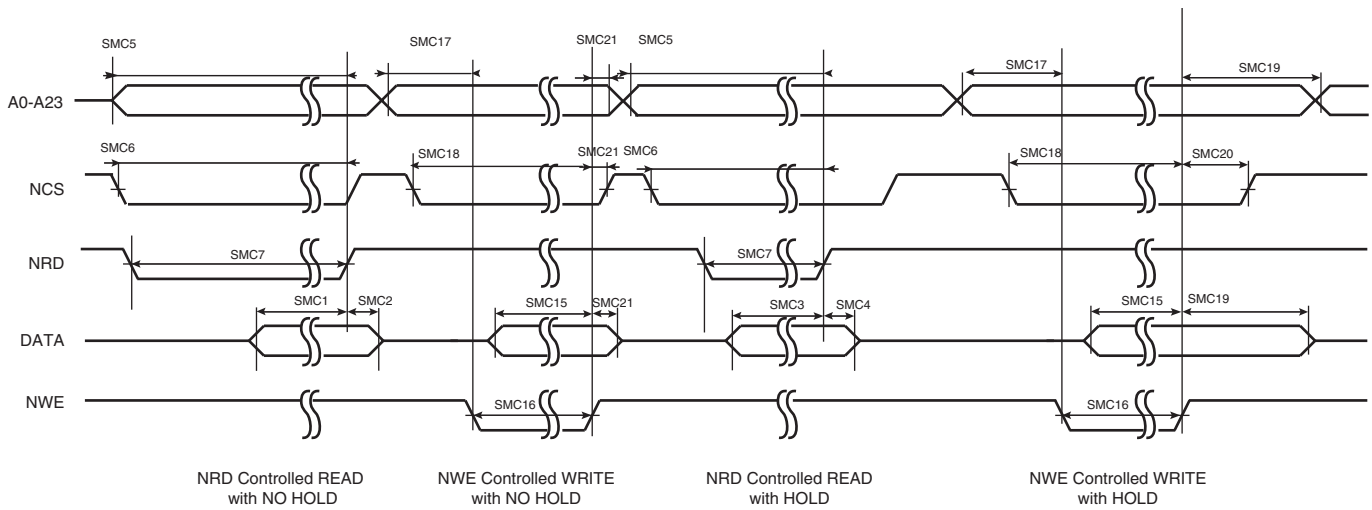 SMC5 SMC17 SMC21 SMC5 SMC17 SMC19
A0-A23
SMC6 SMC18 SMC21 SMC6 SMC18 SMC20
NCS
NRD SMC7 SMC7
SMC1 SMC2 SMC15 SMC21 SMC3 SMC4 SMC15 SMC19
DATA
NWE SMC16 SMC16
NRD Controlled READ
with NO HOLD
NWE Controlled WRITE
with NO HOLD
NRD Controlled READ
with HOLD
NWE Controlled WRITE
with HOLD